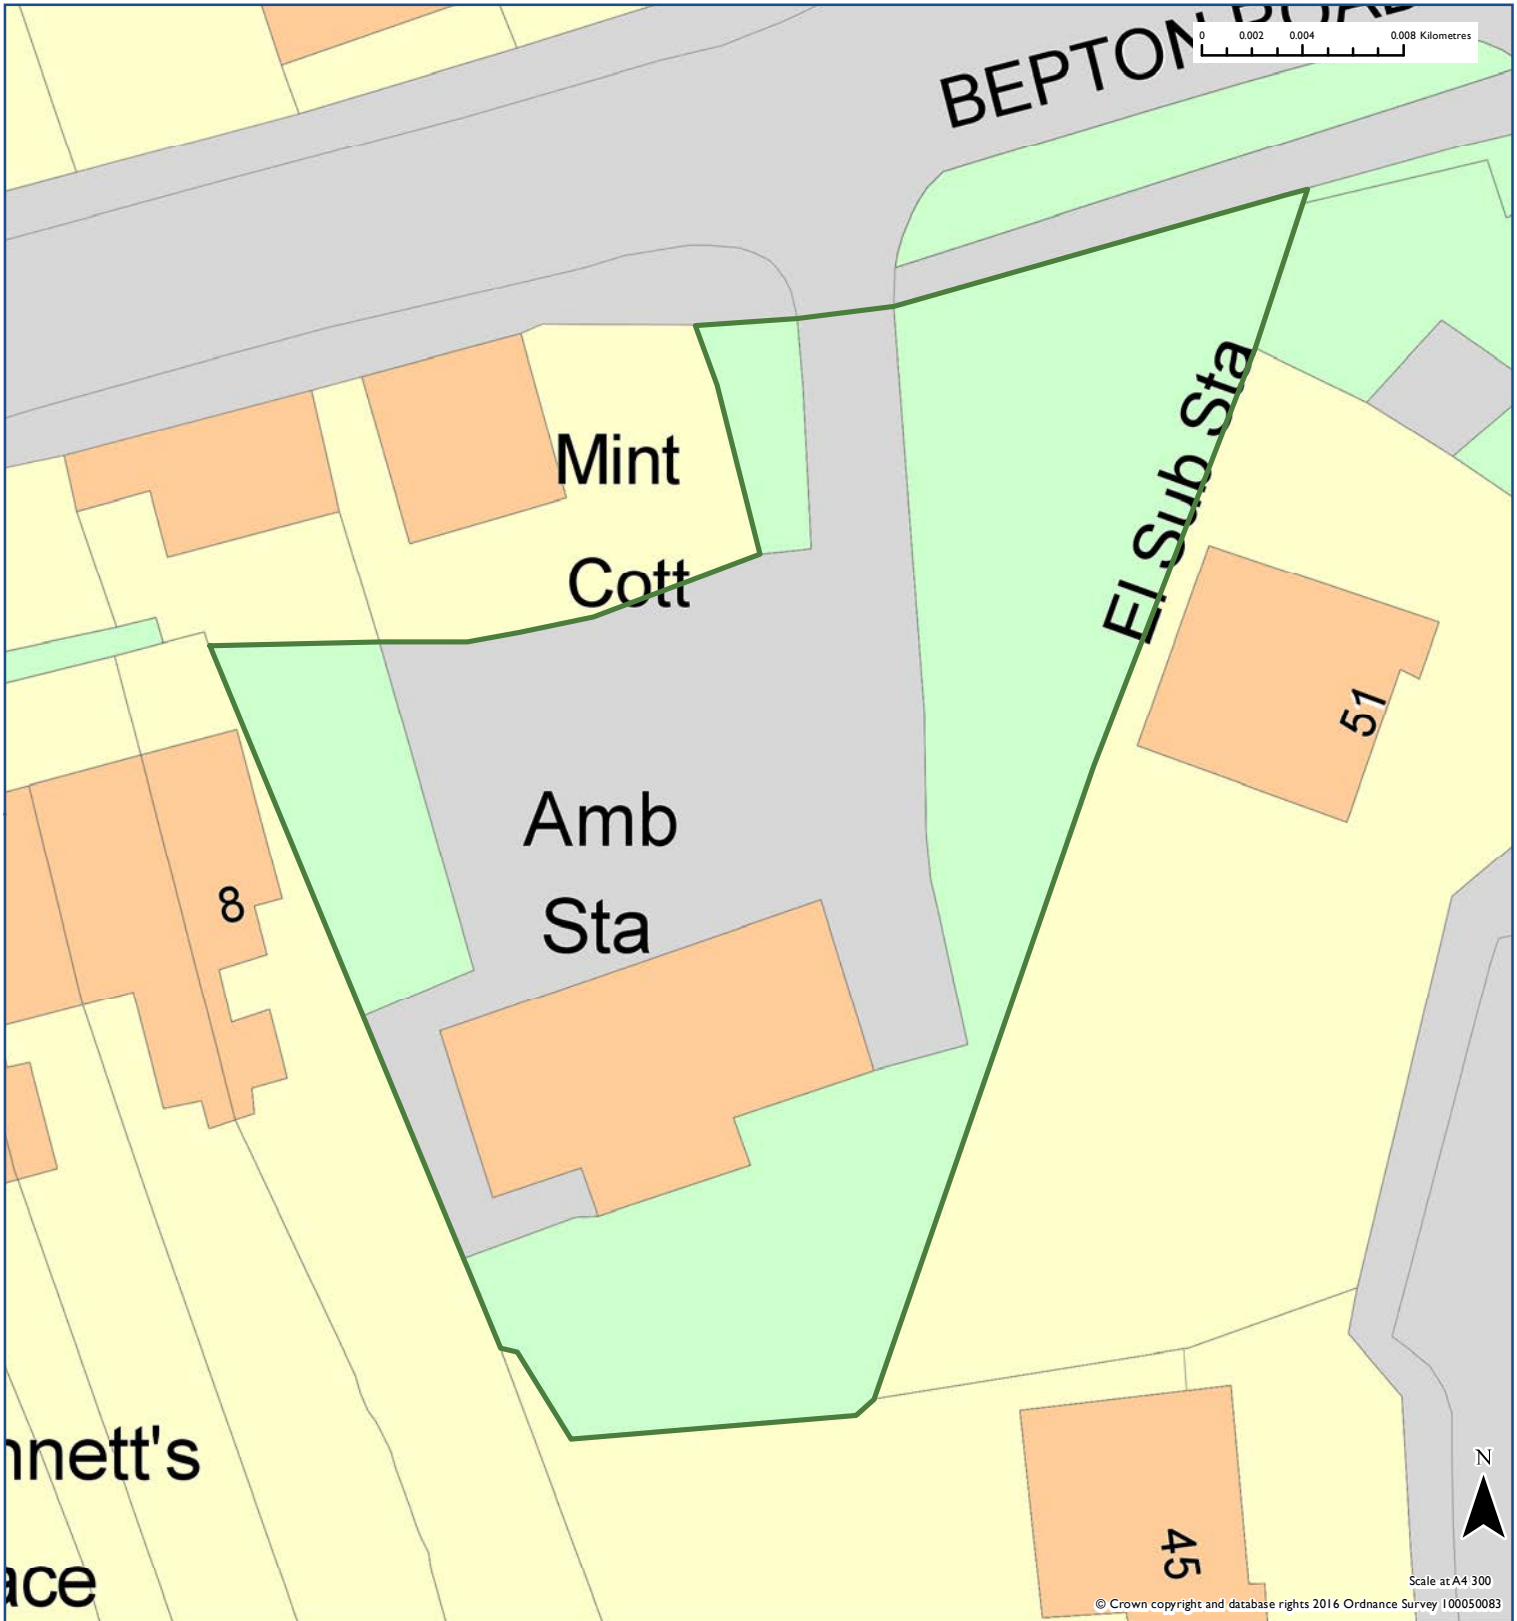 BEPTON ROAD
0 0.002 0.004 0.008 Kilometres
El Sub Sta
Mint
Cott
51
Amb
Sta
8
nnett's
ace
45
N
Scale at A4 300
© Crown copyright and database rights 2016 Ordnance Survey 100050083